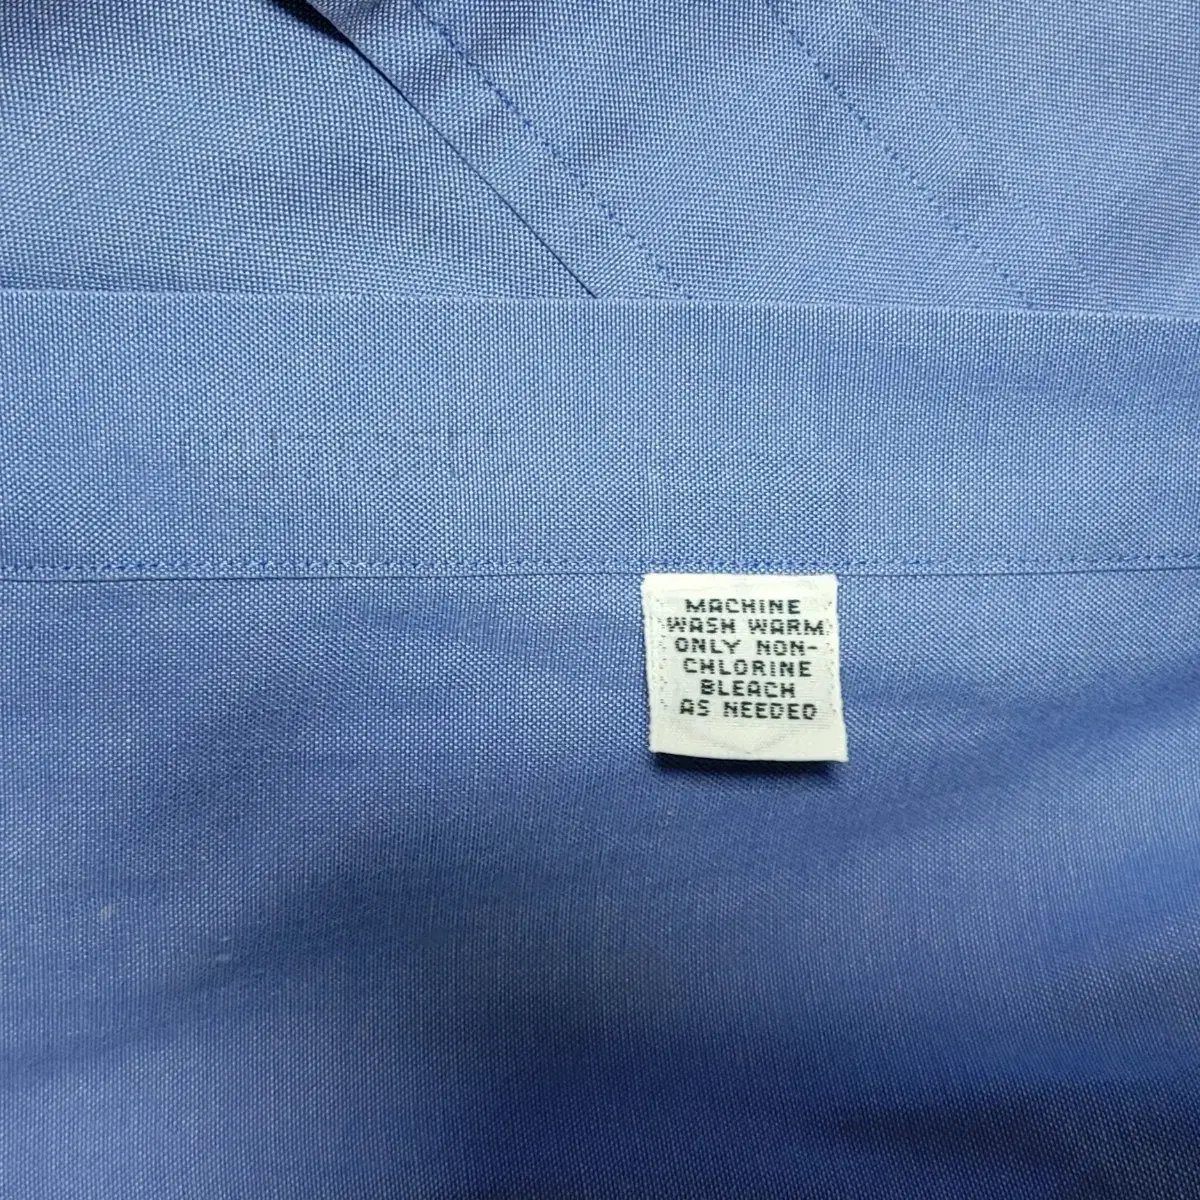 MACHINE
WASH WARM
ONLY NON-
CHLORINE
BLEACH
AS NEEDED